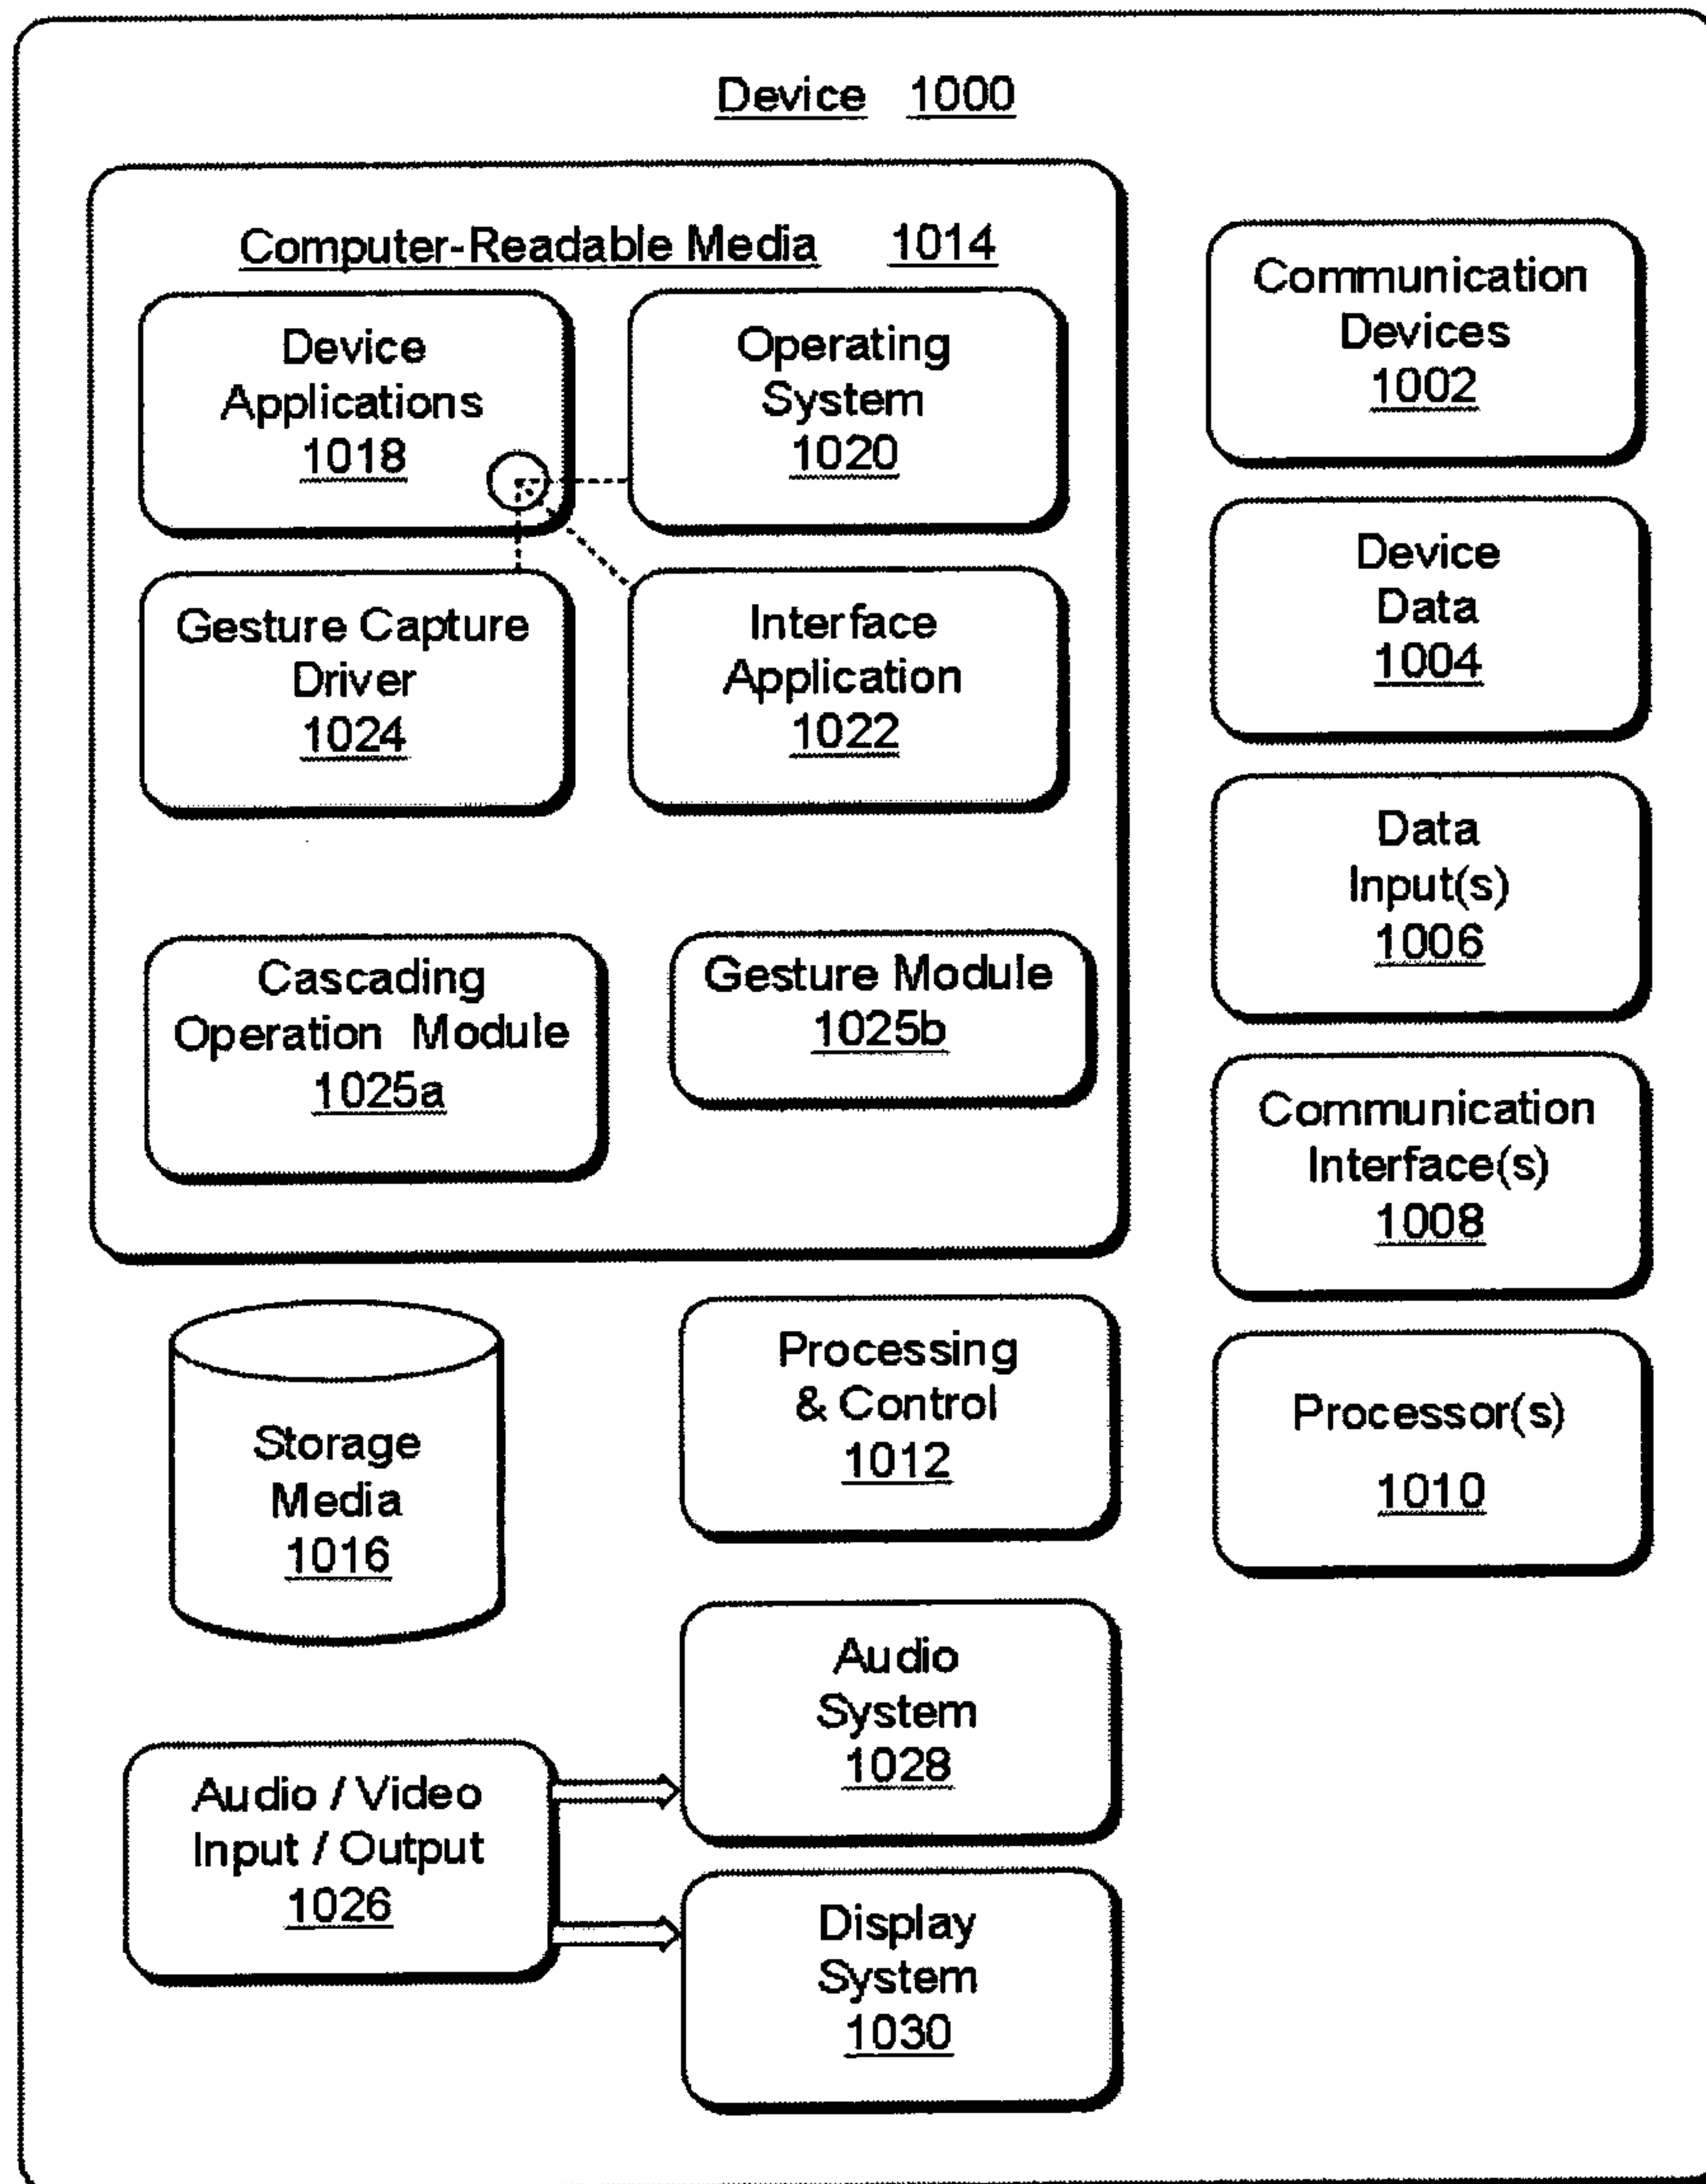 Device 1000
Computer-Readable Media 1014
Device
Applications
1018
Operating
System
1020
Gesture Capture
Driver
1024
Interface
Application
1022
Cascading
Operation Module
1025a
Gesture Module
1025b
Communication
Devices
1002
Device
Data
1004
Data
Input(s)
1006
Communication
Interface(s)
1008
Processor(s)
1010
Storage
Media
1016
Processing
& Control
1012
Audio / Video
Input / Output
1026
Audio
System
1028
Display
System
1030